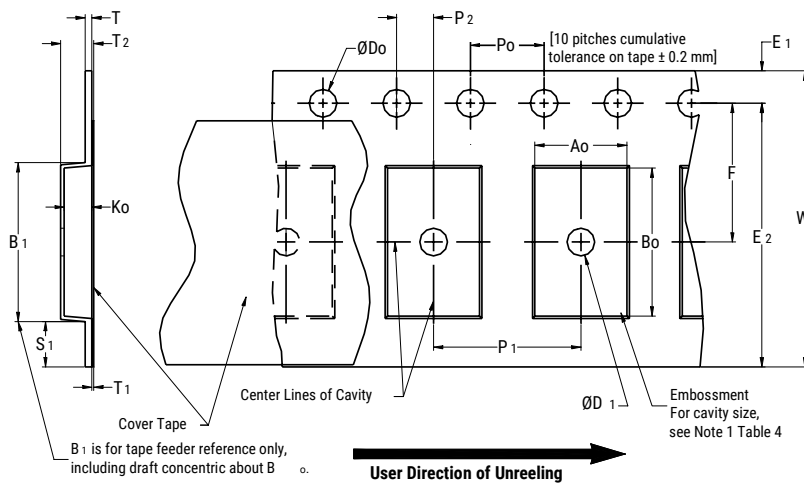 T
T2
ØDo
P2
Po
[10 pitches cumulative
tolerance on tape ± 0.2 mm]
E1
Ao
F
W
Ko
B1
Bo
E2
S1
P1
T1
Center Lines of Cavity
ØD 1
Embossment
For cavity size,
see Note 1 Table 4
Cover Tape
B1 is for tape feeder reference only,
including draft concentric about B o.
User Direction of Unreeling